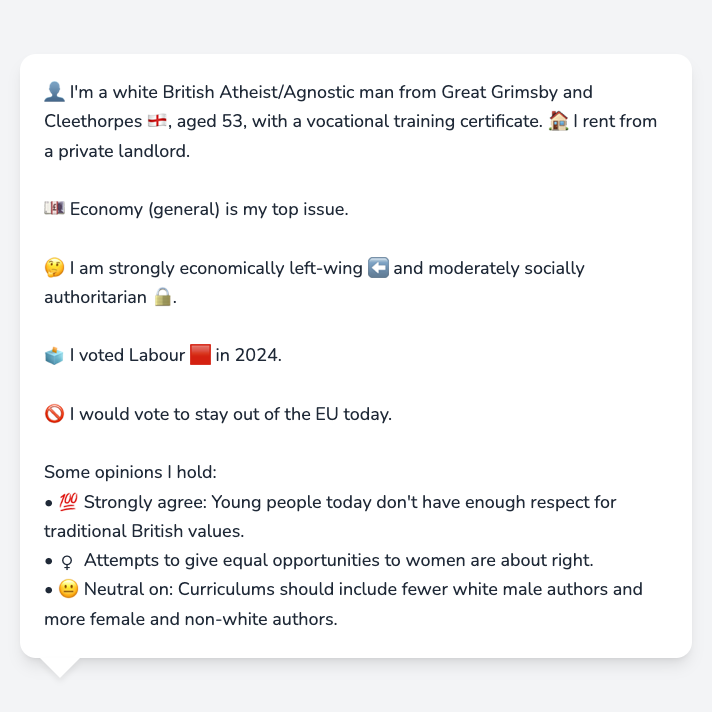 👤 I'm a white British Atheist/Agnostic man from Great Grimsby and
Cleethorpes 🏴󠁧󠁢󠁥󠁮󠁧󠁿, aged 53, with a vocational training certificate. 🏠 I rent from
a private landlord.
💷 Economy (general) is my top issue.
🤔 I am strongly economically left-wing ⬅️ and moderately socially
authoritarian 🔒.
🗳️ I voted Labour 🟥 in 2024.
🚫 I would vote to stay out of the EU today.
Some opinions I hold:
• 💯 Strongly agree: Young people today don't have enough respect for
traditional British values.
• ♀ Attempts to give equal opportunities to women are about right.
• 😐 Neutral on: Curriculums should include fewer white male authors and
more female and non-white authors.